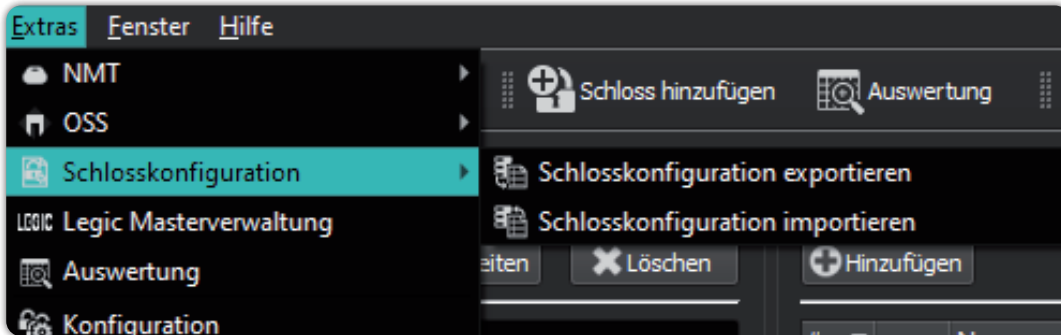 Extras Fenster Hilfe
NMT
Schloss hinzufügen Auswertung
OSS
Schlosskonfiguration Schlosskonfiguration exportieren
LEGIC Legic Masterverwaltung Schlosskonfiguration importieren
Auswertung eiten Löschen Hinzufügen
Konfiguration